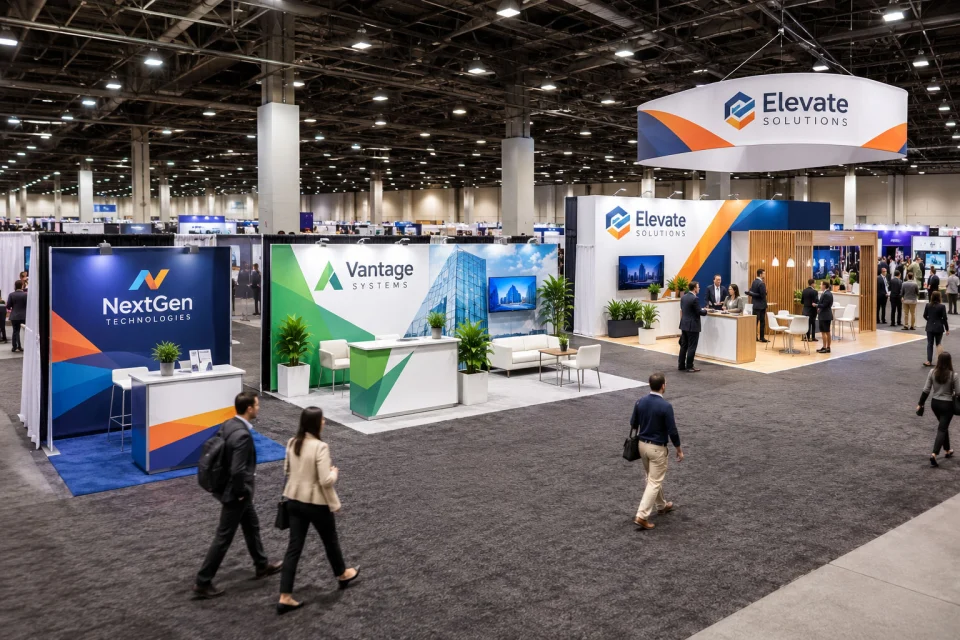 Elevate
SOLUTIONS
Elevate
SOLUTIONS
Vantage
SYSTEMS
NextGen
TECHNOLOGIES